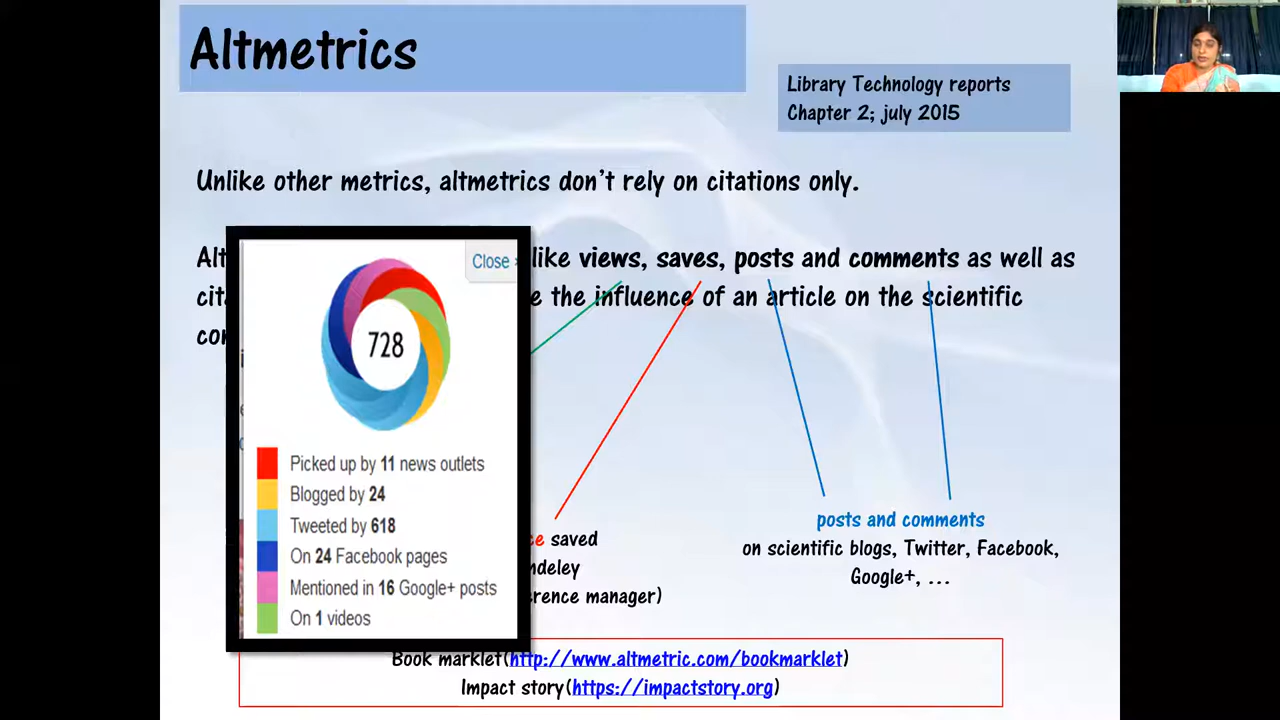 Altmetrics
Library Technology reports
Chapter 2; july 2015
Unlike other metrics, altmetrics don't rely on citations only.
like views, saves, posts and comments as well as
the influence of an article on the scientific
Close
728
Picked up by 11 news outlets
Blogged by 24
Tweeted by 618
On 24 Facebook pages
Mentioned in 16 Google+ posts
On 1 videos
saved
manager)
posts and comments
on scientific blogs, Twitter, Facebook,
Google+, ...
Book marklet(http://www.altmetric.com/bookmarklet)
Impact story(https://impactstory.org)